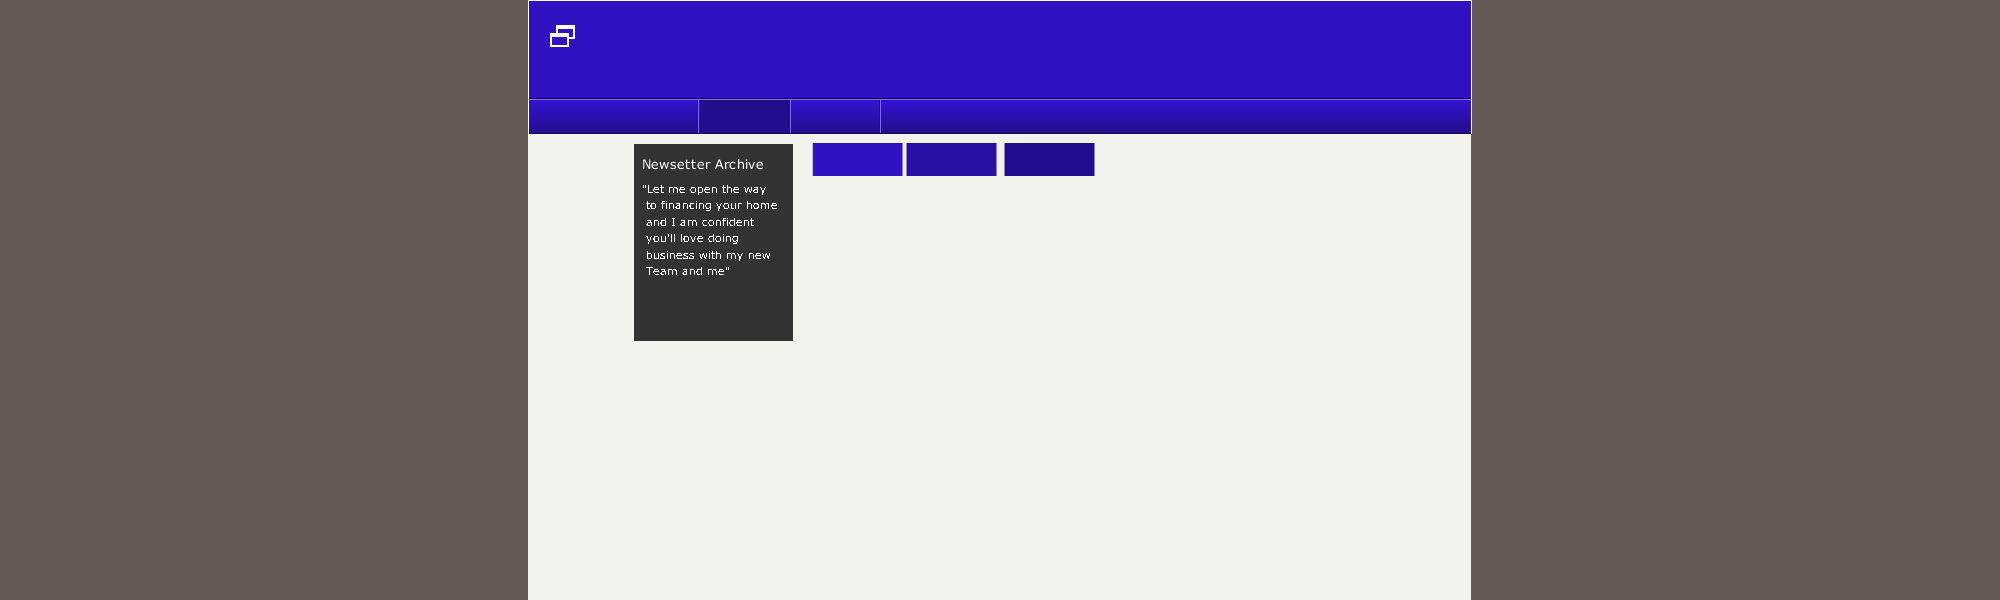 Newsetter Archive
"Let me open the way
to financing your home
and I am confident
you'll love doing
business with my new
Team and me"